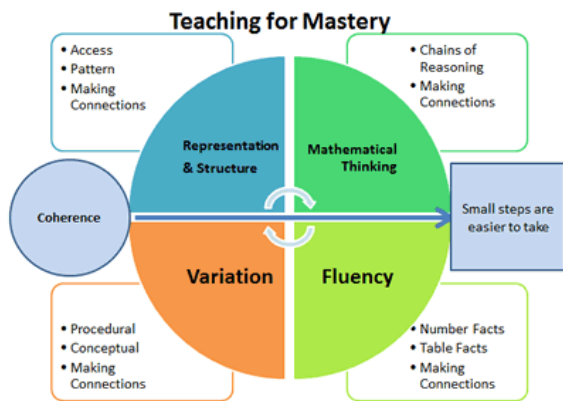 Teaching for Mastery
• Access
• Pattern
• Making
Connections
• Chains of
Reasoning
• Making
Connections
Representation
& Structure
Mathematical
Thinking
Coherence
Small steps are
easier to take
Variation
Fluency
• Procedural
• Conceptual
• Making
Connections
• Number Facts
• Table Facts
• Making
Connections